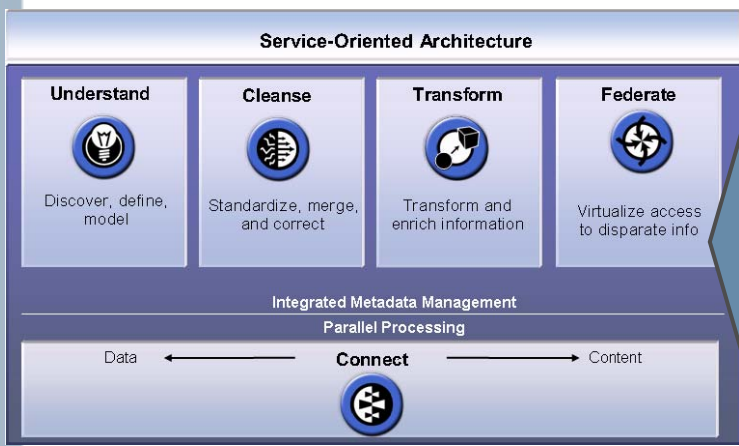 Service-Oriented Architecture
Understand
Discover, define,
model
Cleanse
Standardize, merge,
and correct
Transform
Transform and
enrich information
Federate
Virtualize access
to disparate info
Integrated Metadata Management
Parallel Processing
Data Connect Content